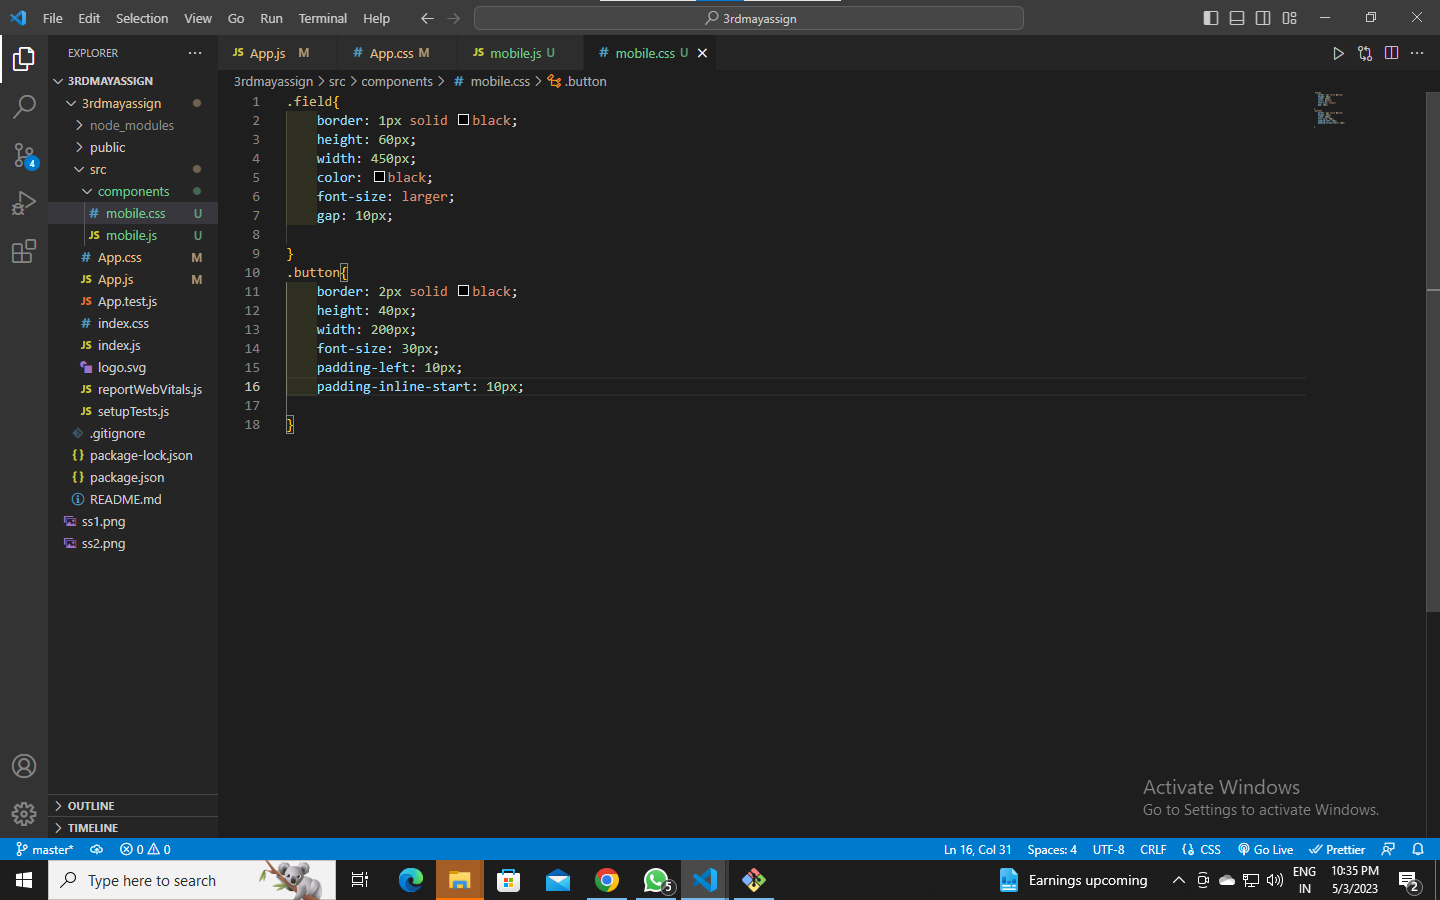 File Edit Selection View Go Run Terminal Help
3rdmayassign
EXPLORER
3RDMAYASSIGN
3rdmayassign
node_modules
public
src
components
# mobile.css U
JS mobile.js U
# App.css M
JS App.js M
JS App.test.js
# index.css
JS index.js
logo.svg
JS reportWebVitals.js
JS setupTests.js
.gitignore
{} package-lock.json
{} package.json
README.md
ss1.png
ss2.png
OUTLINE
TIMELINE
4
JS App.js M # App.css M JS mobile.js U # mobile.css U
3rdmayassign > src > components > # mobile.css > .button
1 .field{
2 border: 1px solid black;
3 height: 60px;
4 width: 450px;
5 color: black;
6 font-size: larger;
7 gap: 10px;
8
9 }
10 .button{
11 border: 2px solid black;
12 height: 40px;
13 width: 200px;
14 font-size: 30px;
15 padding-left: 10px;
16 padding-inline-start: 10px;
17
18 }
Activate Windows
Go to Settings to activate Windows.
master* 0 0 Ln 16, Col 31 Spaces: 4 UTF-8 CRLF CSS Go Live Prettier
Type here to search 5 Earnings upcoming ENG 10:35 PM
IN 5/3/2023 2